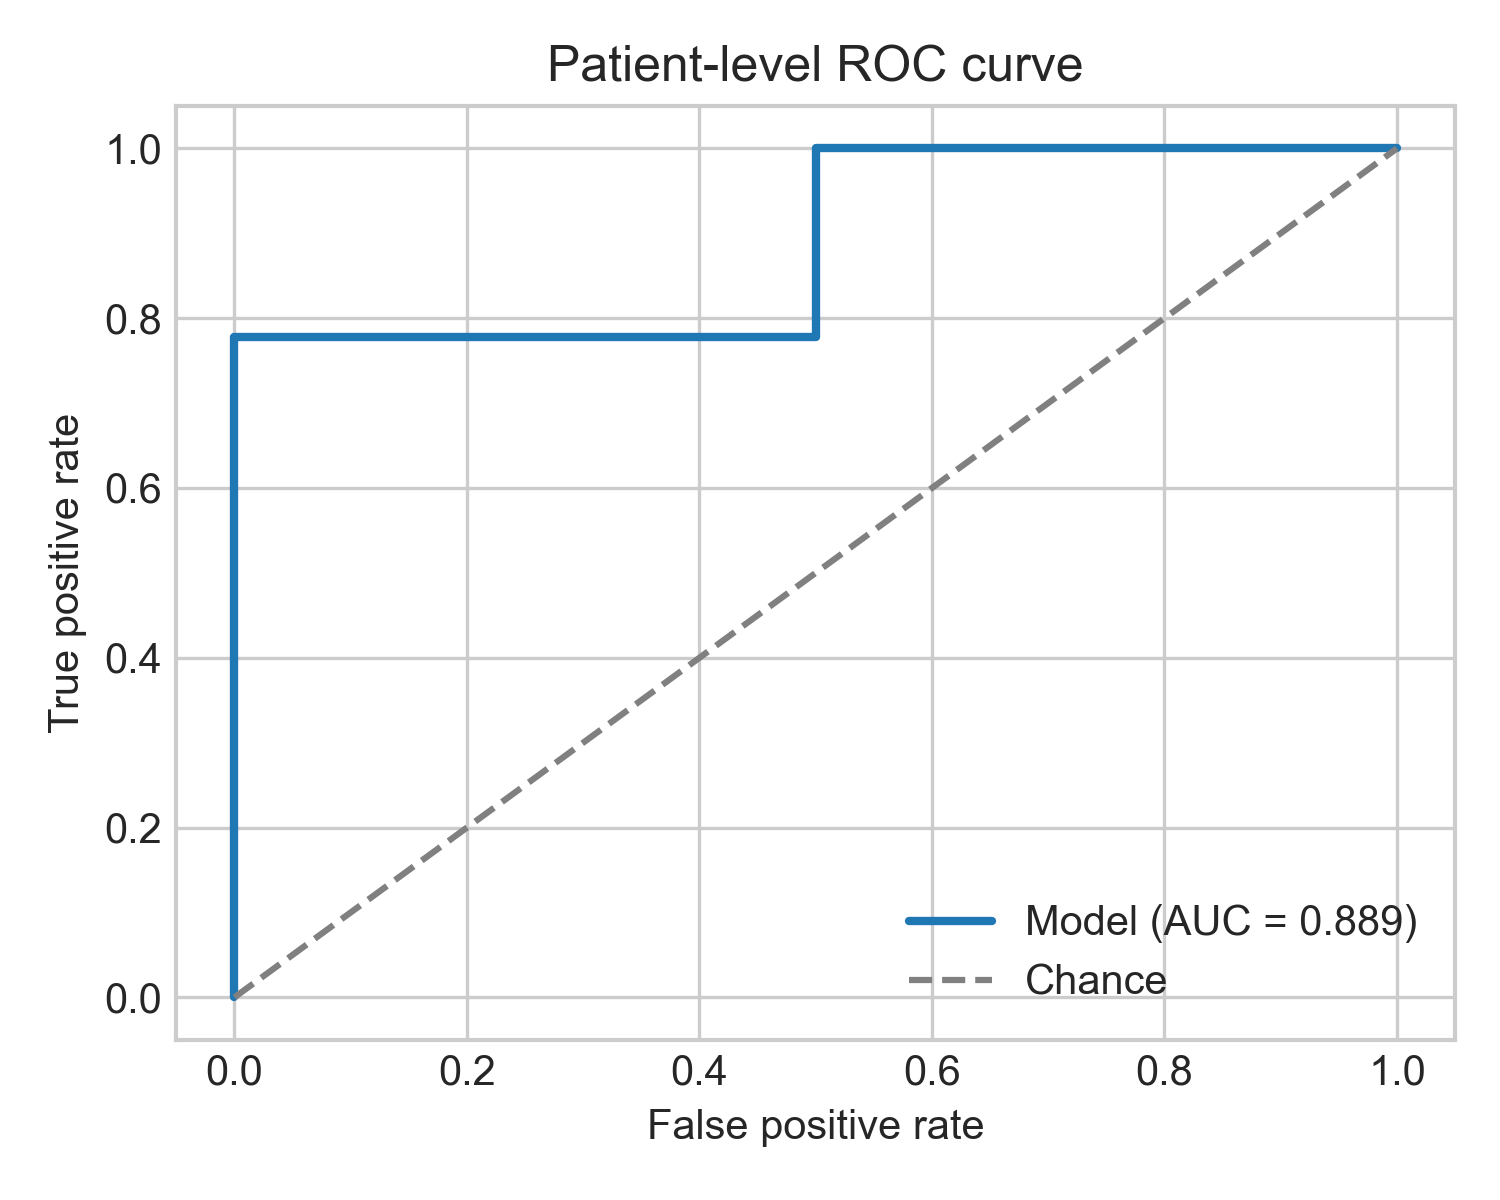 Patient-level ROC curve
1.0
0.8
0.6
0.4
0.2
0.0
True positive rate
Model (AUC = 0.889)
Chance
0.0 0.2 0.4 0.6 0.8 1.0
False positive rate